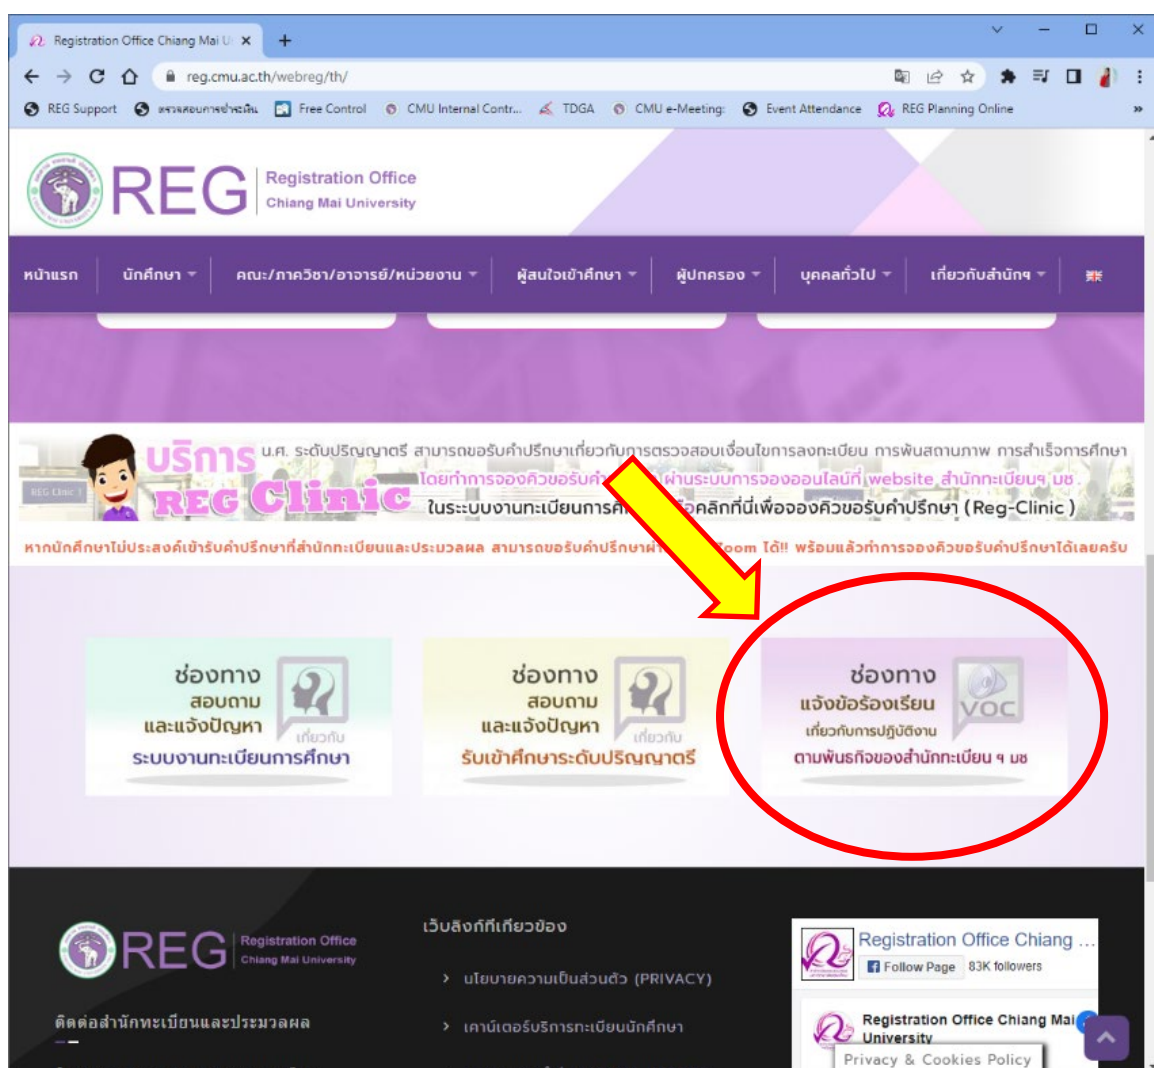 Registration Office Chiang Mai U
reg.cmu.ac.th/webreg/th/
REG Support ตรวจสอบการชำระเงิน Free Control CMU Internal Contr... TDGA CMU e-Meeting: Event Attendance REG Planning Online »
REG Registration Office
Chiang Mai University
หน้าแรก นักศึกษา คณะ/ภาควิชา/อาจารย์/หน่วยงาน ผู้สนใจเข้าศึกษา ผู้ปกครอง บุคคลทั่วไป เกี่ยวกับสำนักฯ
บริการ น.ศ. ระดับปริญญาตรี สามารถขอรับคำปรึกษาเกี่ยวกับการตรวจสอบเงื่อนไขการลงทะเบียน การพ้นสถานภาพ การสำเร็จการศึกษา
REG Clinic โดยทำการจองคิวขอรับคำ ผ่านระบบการจองออนไลน์ที่ website สำนักทะเบียนฯ มช.
ในระบบงานทะเบียนการศึ คลิกที่นี่เพื่อจองคิวขอรับคำปรึกษา (Reg-Clinic )
หากนักศึกษาไม่ประสงค์เข้ารับคำปรึกษาที่สำนักทะเบียนและประมวลผล สามารถขอรับคำปรึกษาผ่ Zoom ได้!! พร้อมแล้วทำการจองคิวขอรับคำปรึกษาได้เลยครับ
ช่องทาง
สอบถาม
และแจ้งปัญหา
เกี่ยวกับ
ระบบงานทะเบียนการศึกษา
ช่องทาง
สอบถาม
และแจ้งปัญหา
เกี่ยวกับ
รับเข้าศึกษาระดับปริญญาตรี
ช่องทาง
แจ้งข้อร้องเรียน
VOC
เกี่ยวกับการปฏิบัติงาน
ตามพันธกิจของสำนักทะเบียน ฯ มช
REG Registration Office
Chiang Mai University
ติดต่อสำนักทะเบียนและประมวลผล
เว็บลิงก์ที่เกี่ยวข้อง
> นโยบายความเป็นส่วนตัว (PRIVACY)
> เคาน์เตอร์บริการทะเบียนนักศึกษา
Registration Office Chiang ...
Follow Page 83K followers
Registration Office Chiang Mai
University
Privacy & Cookies Policy